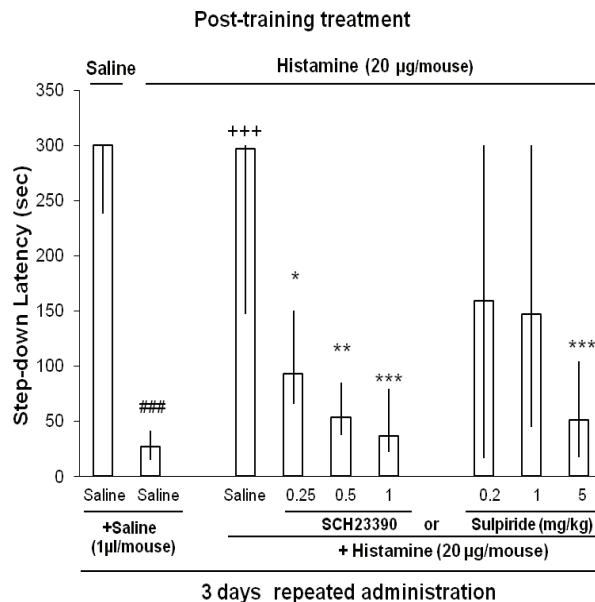 Post-training treatment
Saline Histamine (20 µg/mouse)
Step-down Latency (sec)
350
300
250
200
150
100
50
0
###
+++
*
**
***
***
Saline Saline Saline 0.25 0.5 1 0.2 1 5
+Saline
(1µl/mouse)
SCH23390 or Sulpiride (mg/kg)
+ Histamine (20 µg/mouse)
3 days repeated administration